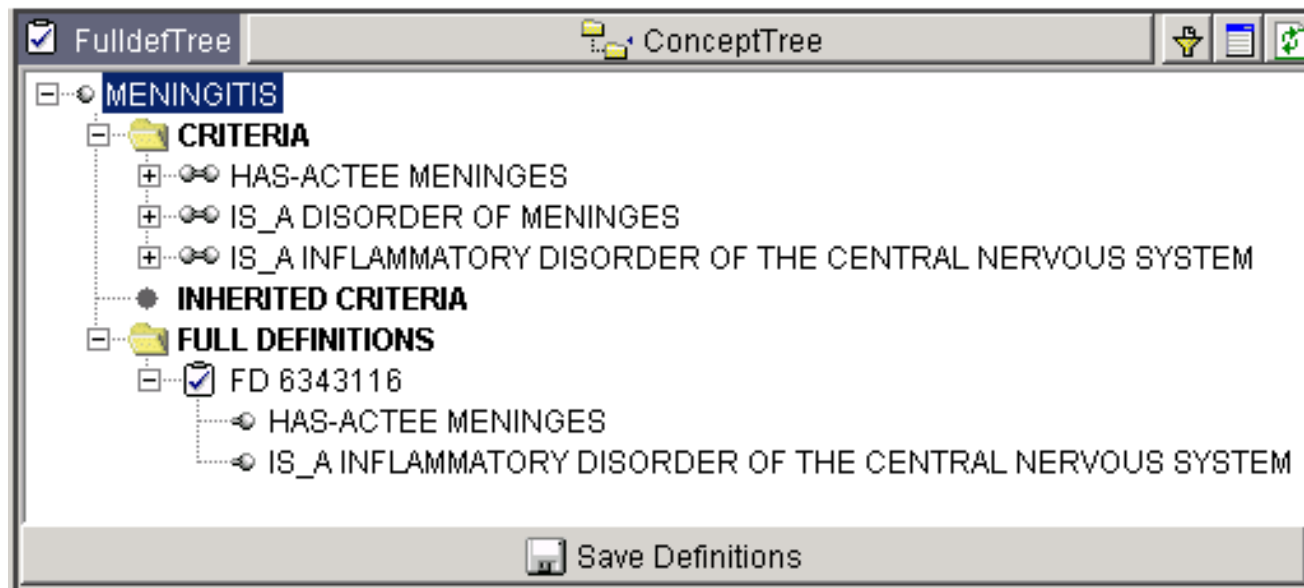 FulldefTree ConceptTree
MENINGITIS
CRITERIA
HAS-ACTEE MENINGES
IS_A DISORDER OF MENINGES
IS_A INFLAMMATORY DISORDER OF THE CENTRAL NERVOUS SYSTEM
INHERITED CRITERIA
FULL DEFINITIONS
FD 6343116
HAS-ACTEE MENINGES
IS_A INFLAMMATORY DISORDER OF THE CENTRAL NERVOUS SYSTEM
Save Definitions